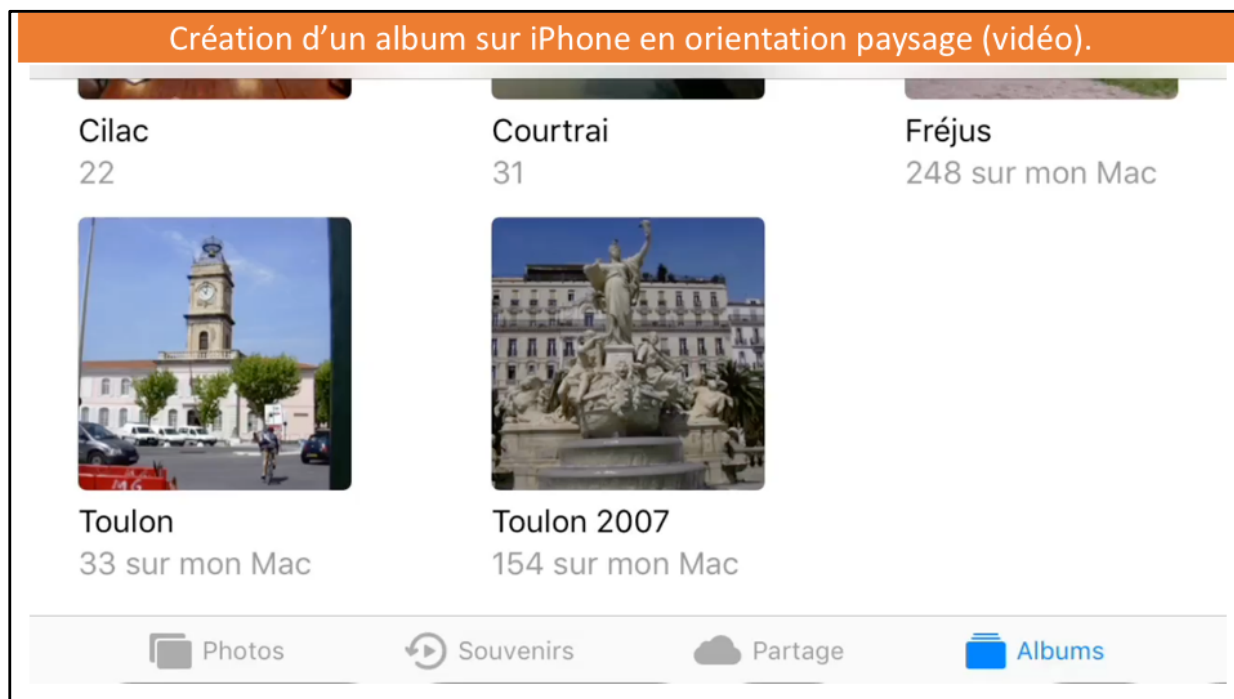 Création d’un album sur iPhone en orientation paysage (vidéo).
Cilac
22
Courtrai
31
Fréjus
248 sur mon Mac
MG
Toulon
33 sur mon Mac
Toulon 2007
154 sur mon Mac
Photos
Souvenirs
Partage
Albums